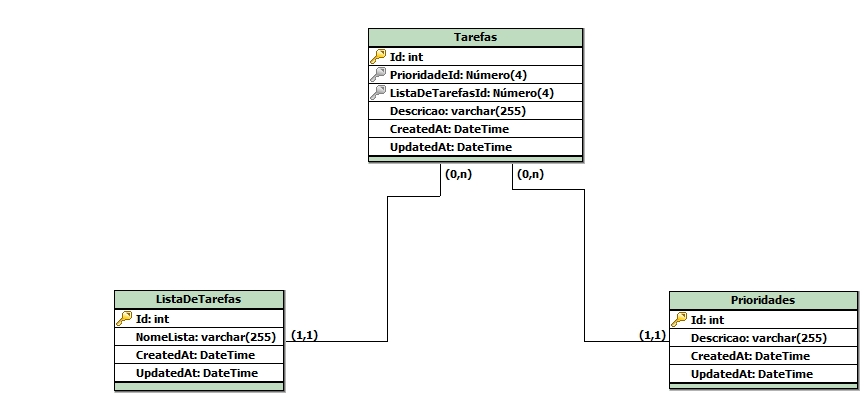 Tarefas
Id: int
PrioridadeId: Número(4)
ListaDeTarefasId: Número(4)
Descricao: varchar(255)
CreatedAt: DateTime
UpdatedAt: DateTime
(0,n)
(0,n)
ListaDeTarefas
Id: int
NomeLista: varchar(255)
CreatedAt: DateTime
UpdatedAt: DateTime
(1,1)
(1,1)
Prioridades
Id: int
Descricao: varchar(255)
CreatedAt: DateTime
UpdatedAt: DateTime